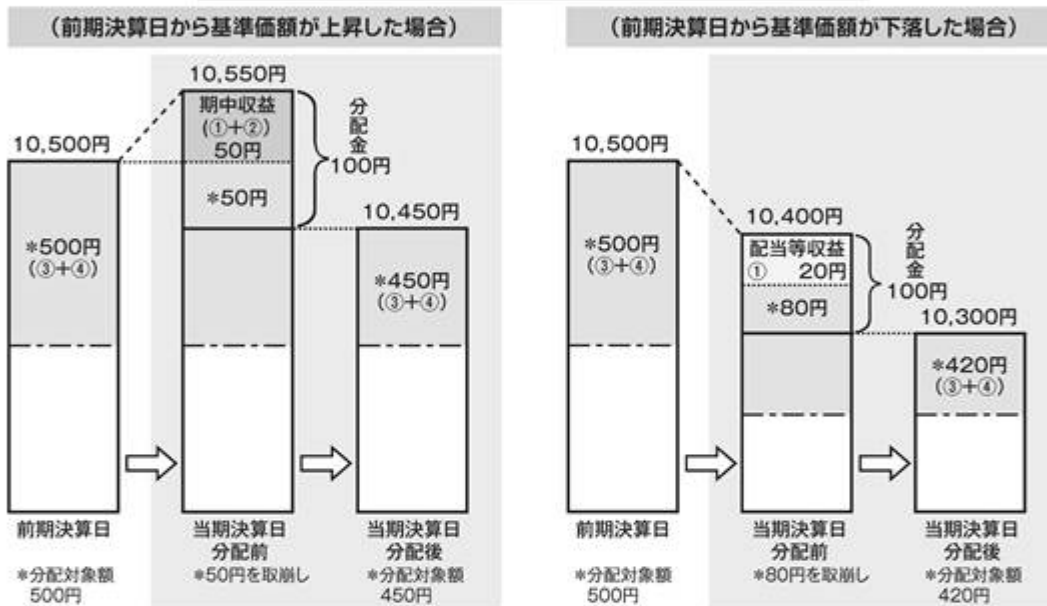 （前期決算日から基準価額が上昇した場合）
10,550円
期中収益
(①+②)
50円
*50円
分配金
100円
10,500円
*500円
(③+④)
10,450円
*450円
(③+④)
前期決算日
*分配対象額
500円
当期決算日
分配前
*50円を取崩し
当期決算日
分配後
*分配対象額
450円
（前期決算日から基準価額が下落した場合）
10,500円
*500円
(③+④)
10,400円
配当等収益
① 20円
*80円
分配金
100円
10,300円
*420円
(③+④)
前期決算日
*分配対象額
500円
当期決算日
分配前
*80円を取崩し
当期決算日
分配後
*分配対象額
420円